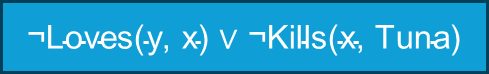 ¬Loves(y, x) ∨ ¬Kills(x, Tuna)